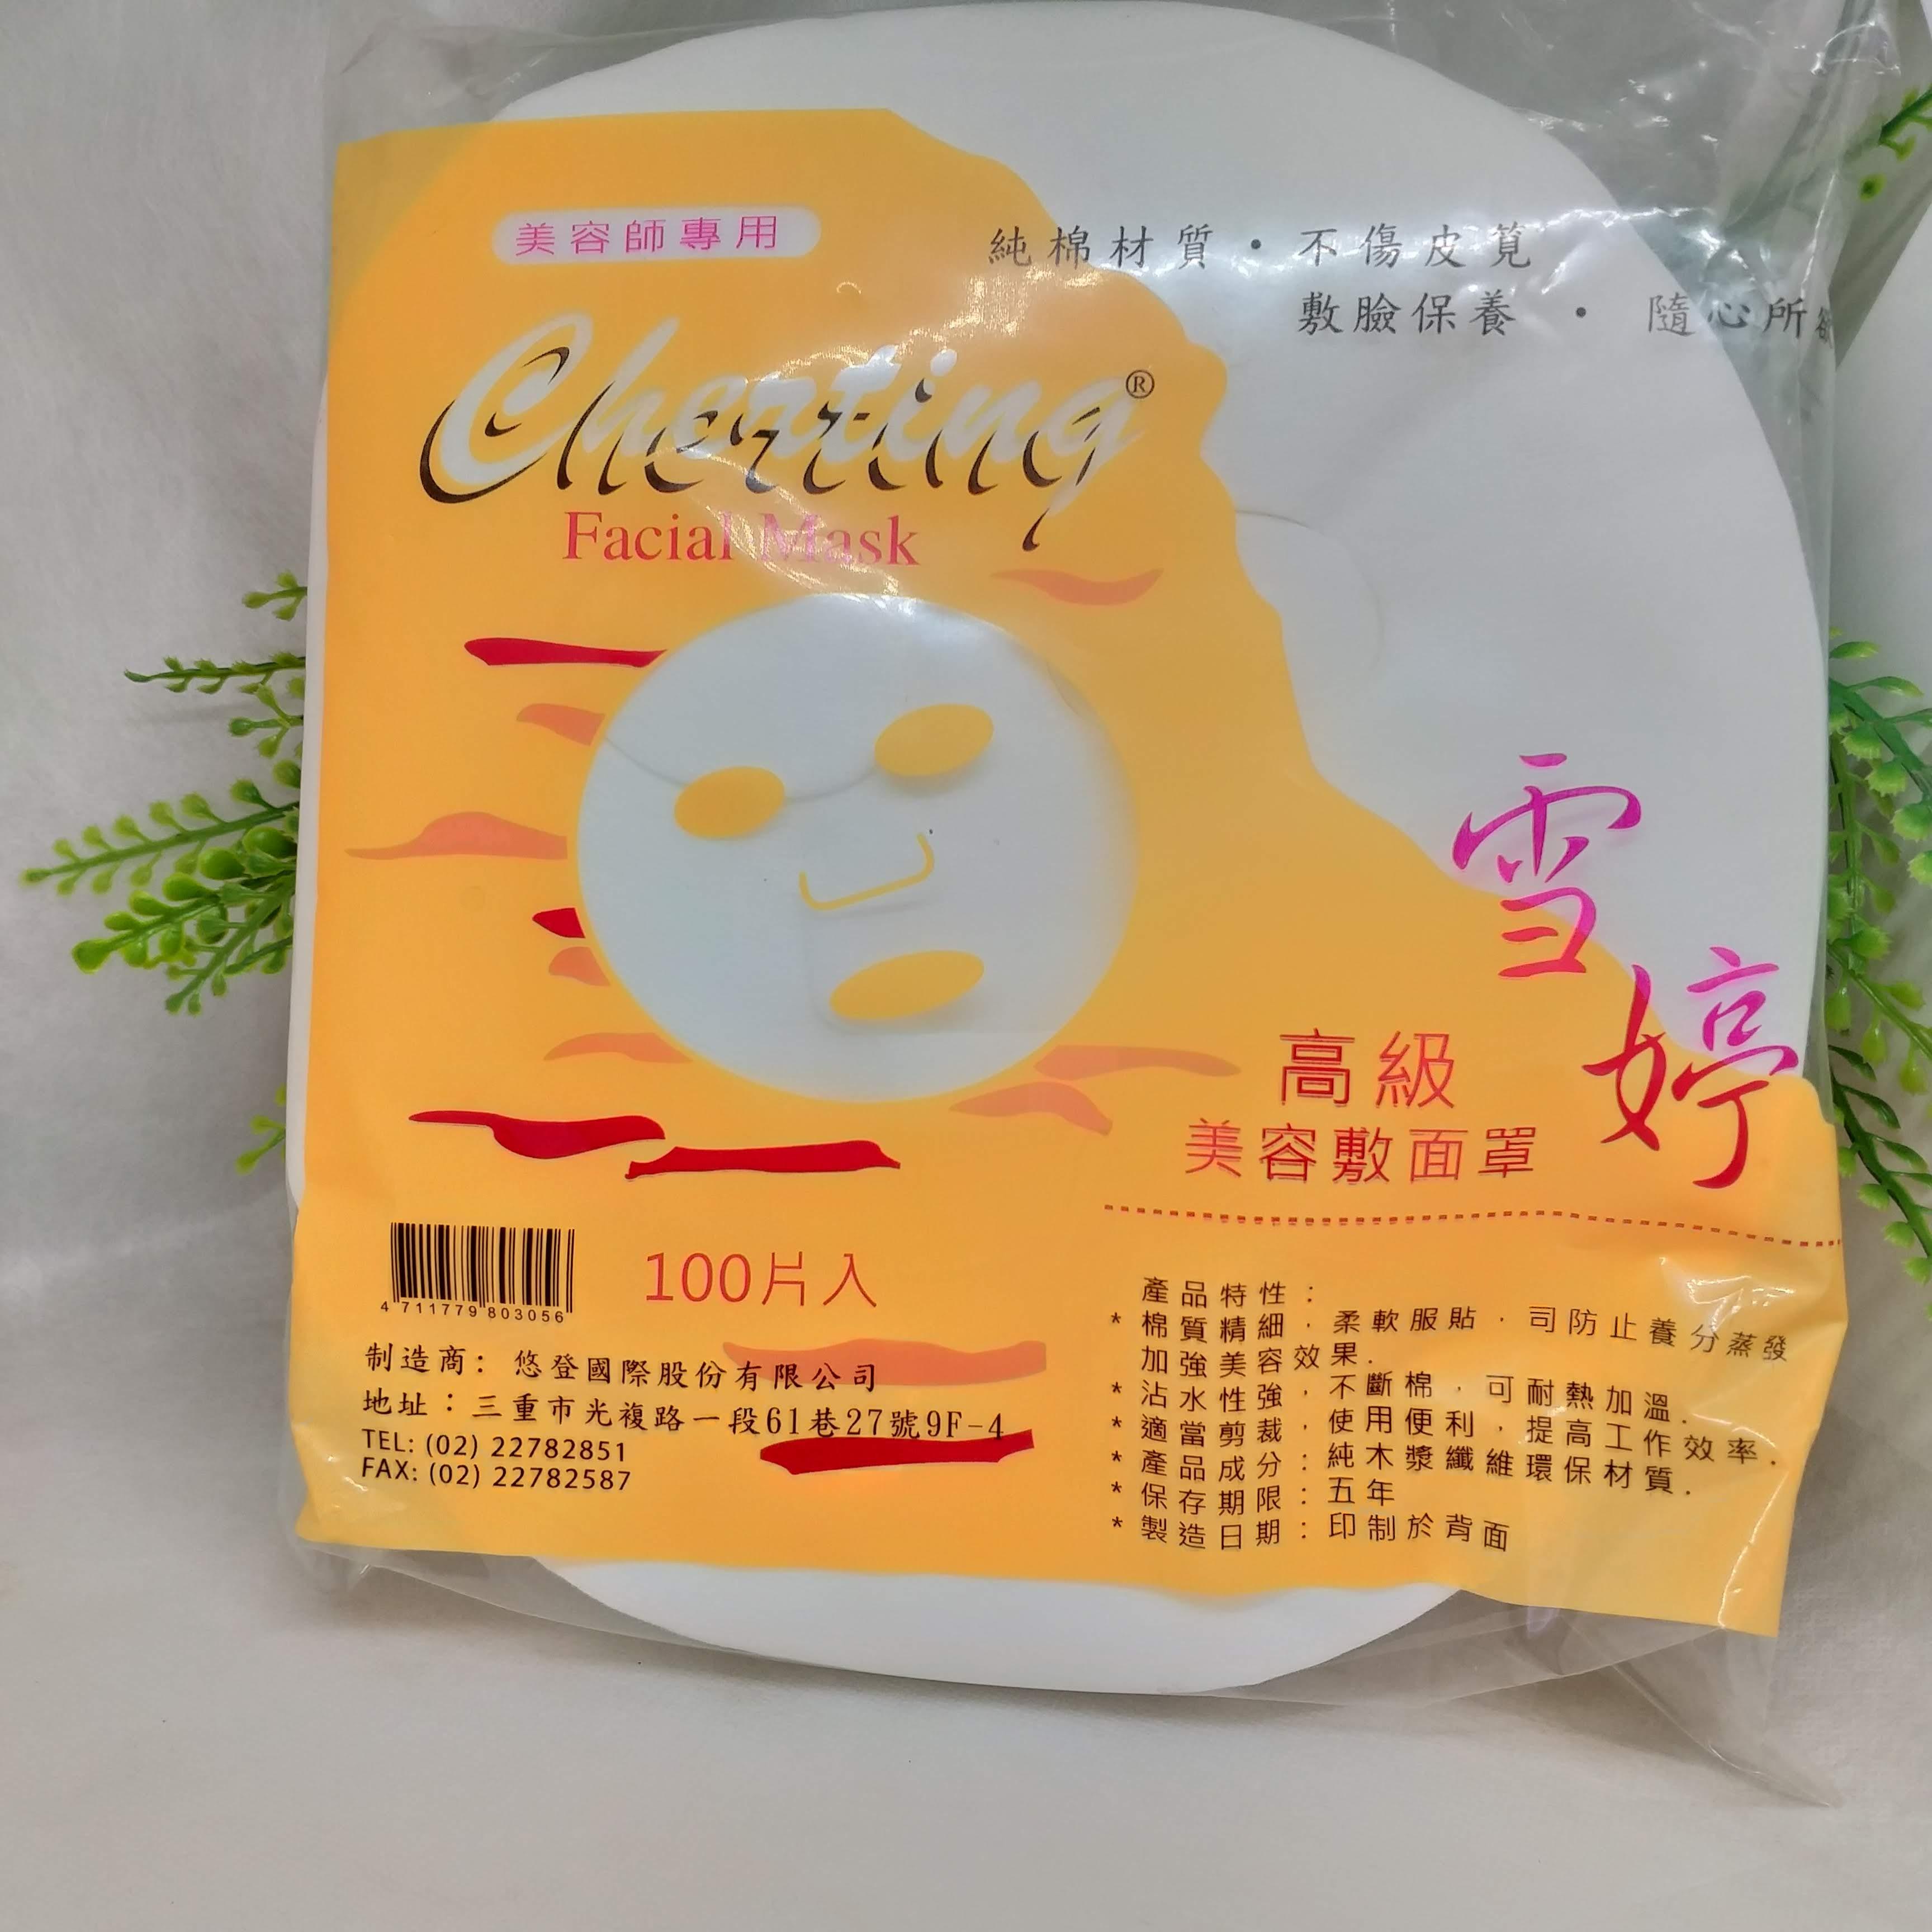 美容師專用
純棉材質・不傷皮筧
敷臉保養・隨心所欲
Cherting®
Facial Mask
雪婷
高級
美容敷面罩
4 711779 803056
100片入
制造商: 悠登國際股份有限公司
地址:三重市光複路一段61巷27號9F-4
TEL: (02) 22782851
FAX: (02) 22782587
產品特性:
* 棉質精細,柔軟服貼,司防止養分蒸發
加強美容效果.
* 沾水性強,不斷棉,可耐熱加溫.
* 適當剪裁,使用便利,提高工作效率.
* 產品成分:純木漿纖維環保材質.
* 保存期限:五年
* 製造日期:印制於背面